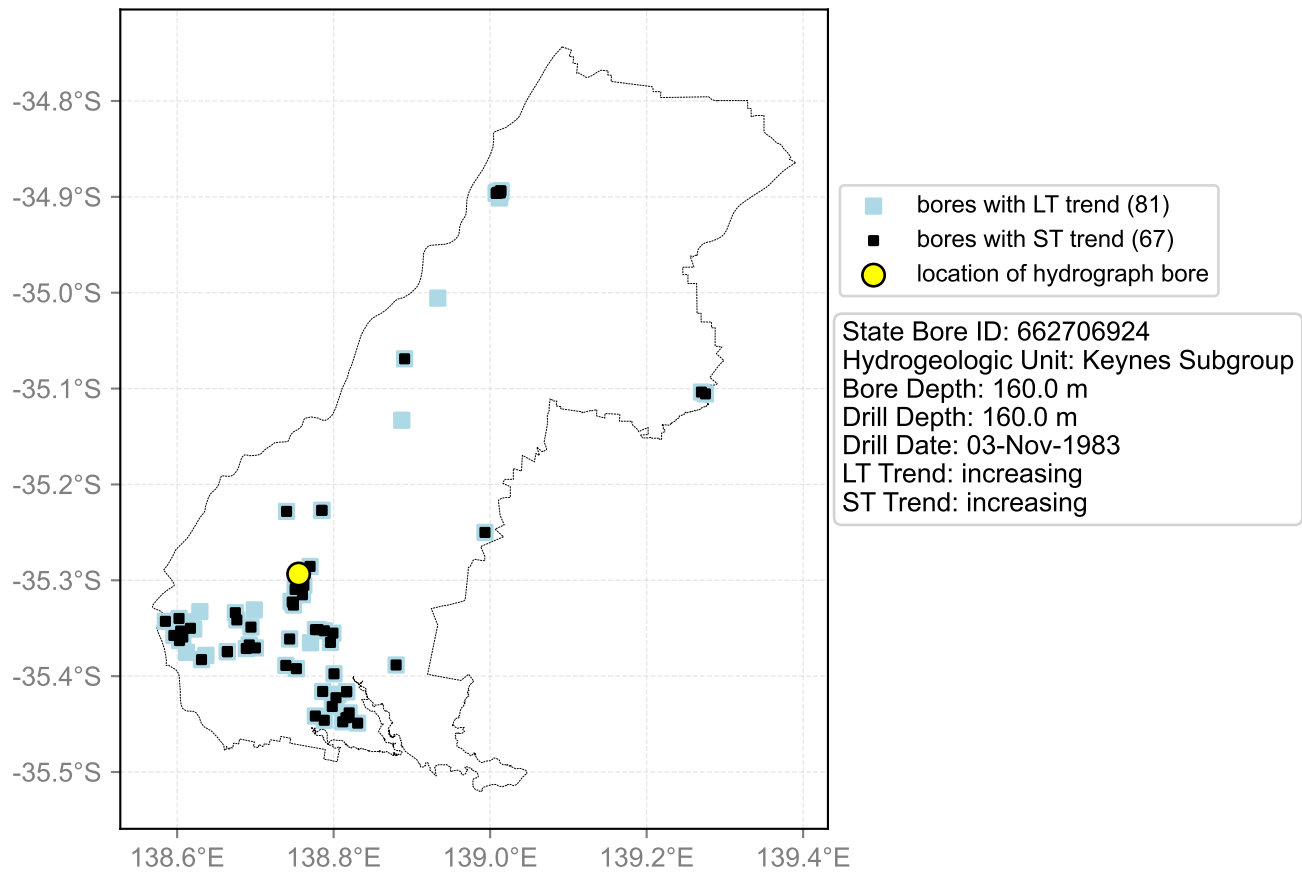 -34.8°S
-34.9°S
-35.0°S
-35.1°S
-35.2°S
-35.3°S
-35.4°S
-35.5°S
138.6°E
138.8°E
139.0°E
139.2°E
139.4°E
bores with LT trend (81)
bores with ST trend (67)
location of hydrograph bore
State Bore ID: 662706924
Hydrogeologic Unit: Keynes Subgroup
Bore Depth: 160.0 m
Drill Depth: 160.0 m
Drill Date: 03-Nov-1983
LT Trend: increasing
ST Trend: increasing